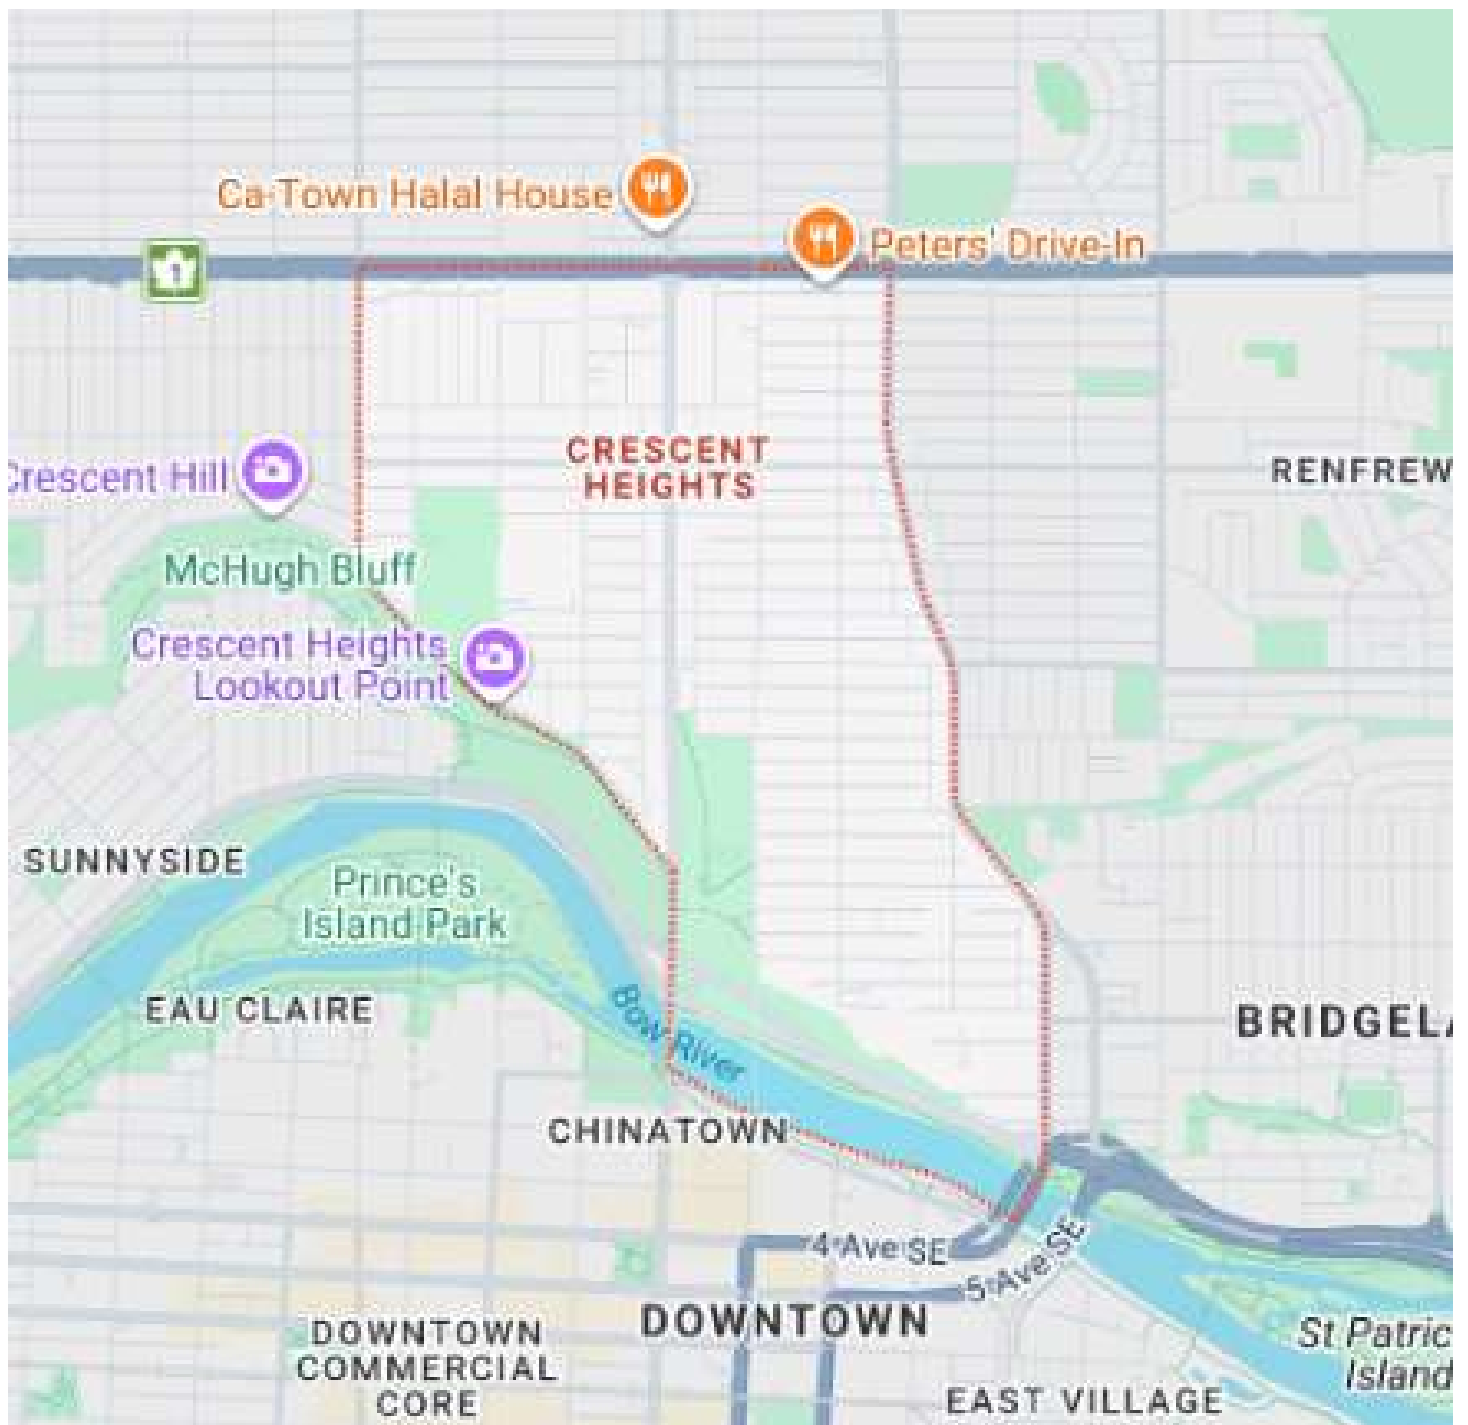 Ca-Town Halal House
Peters' Drive-In
1
CRESCENT
HEIGHTS
RENFREW
Crescent Hill
McHugh Bluff
Crescent Heights
Lookout Point
SUNNYSIDE
Prince's
Island Park
EAU CLAIRE
Bow River
BRIDGELA
CHINATOWN
4 Ave SE
5 Ave SE
DOWNTOWN
DOWNTOWN
COMMERCIAL
CORE
St Patric
Island
EAST VILLAGE